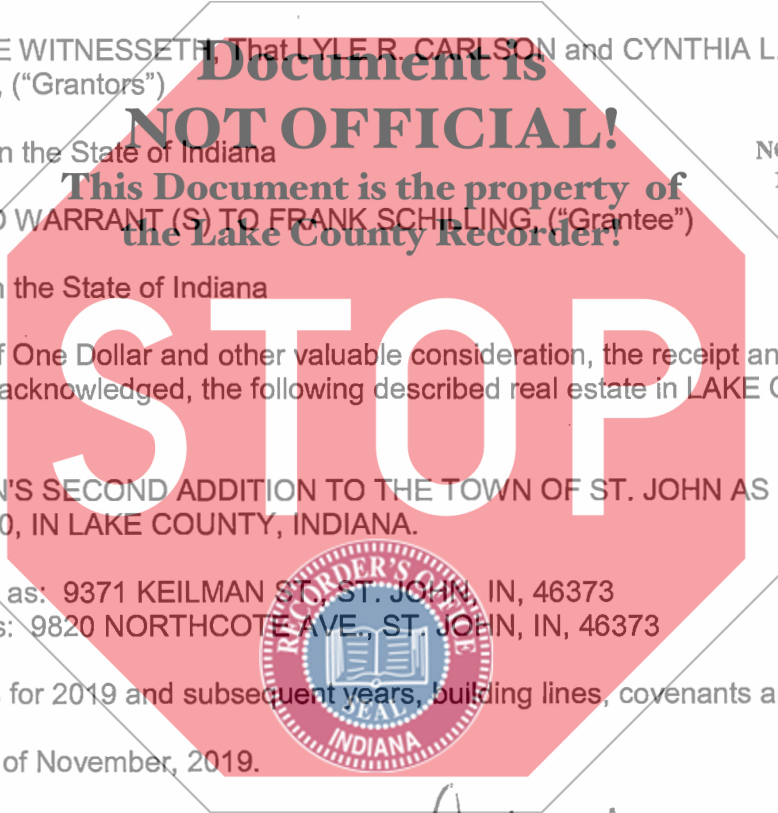 E WITNESSETH, That LYLE R. CARLSON and CYNTHIA L.
, ("Grantors")
Document is
NOT OFFICIAL!
This Document is the property of
the Lake County Recorder!
n the State of Indiana
WARRANT (S) TO FRANK SCHILLING, ("Grantee")
the State of Indiana
f One Dollar and other valuable consideration, the receipt an
acknowledged, the following described real estate in LAKE C
STOP
N'S SECOND ADDITION TO THE TOWN OF ST. JOHN AS
0, IN LAKE COUNTY, INDIANA.
as: 9371 KEILMAN ST., ST. JOHN, IN, 46373
s: 9820 NORTHCOTE AVE., ST. JOHN, IN, 46373
for 2019 and subsequent years, building lines, covenants a
of November, 2019.
RECORDER'S OFFICE
SEAL
INDIANA